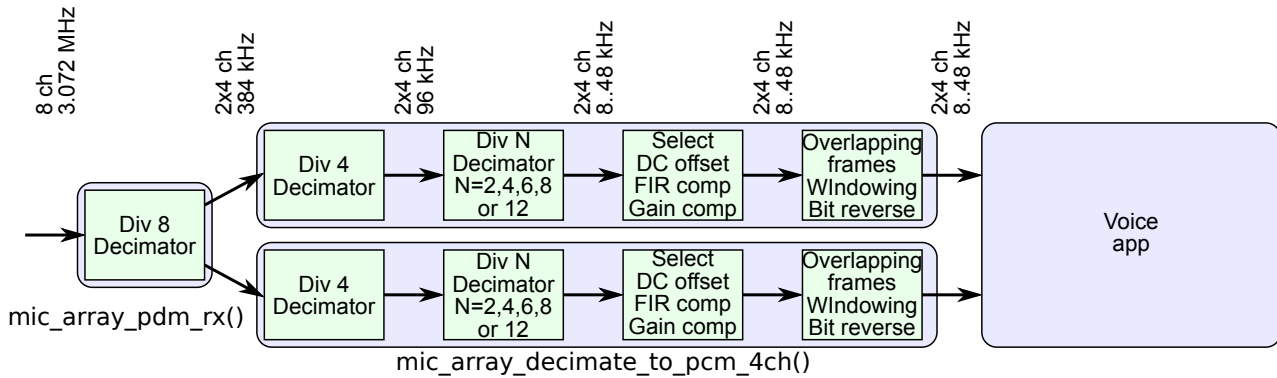 8 ch
3.072 MHz
2x4 ch
384 kHz
2x4 ch
96 kHz
2x4 ch
8..48 kHz
2x4 ch
8..48 kHz
2x4 ch
8..48 kHz
Div 8
Decimator
mic_array_pdm_rx()
Div 4
Decimator
Div N
Decimator
N=2,4,6,8
or 12
Select
DC offset
FIR comp
Gain comp
Overlapping
frames
WIndowing
Bit reverse
Div 4
Decimator
Div N
Decimator
N=2,4,6,8
or 12
Select
DC offset
FIR comp
Gain comp
Overlapping
frames
WIndowing
Bit reverse
mic_array_decimate_to_pcm_4ch()
Voice
app